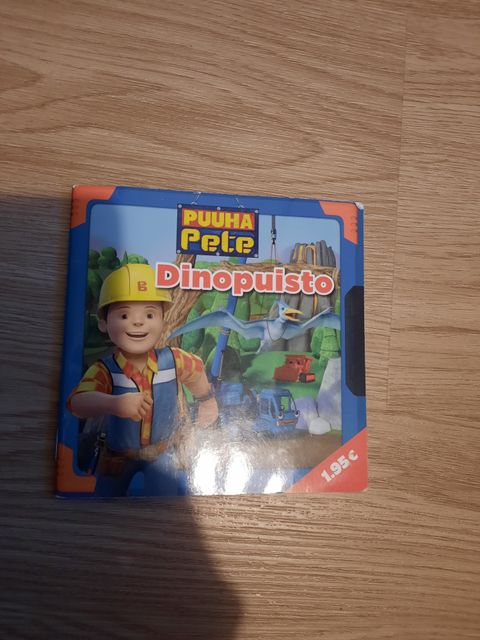 PUUHA
Pete
Dinopuisto
1.95 €